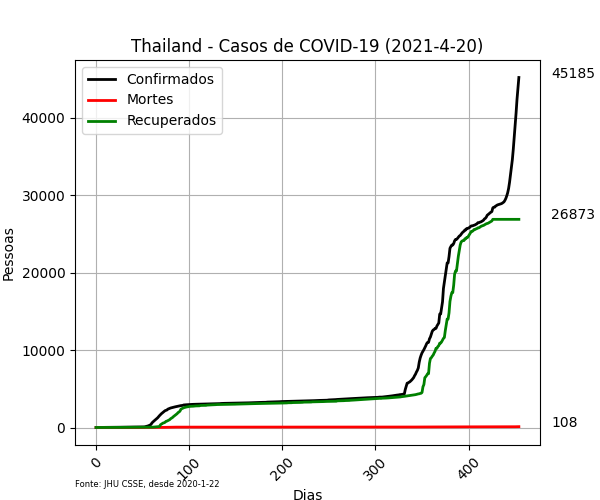 Thailand - Casos de COVID-19 (2021-4-20)
Confirmados
Mortes
Recuperados
45185
26873
108
Pessoas
40000
30000
20000
10000
0
0
100
200
300
400
Fonte: JHU CSSE, desde 2020-1-22
Dias